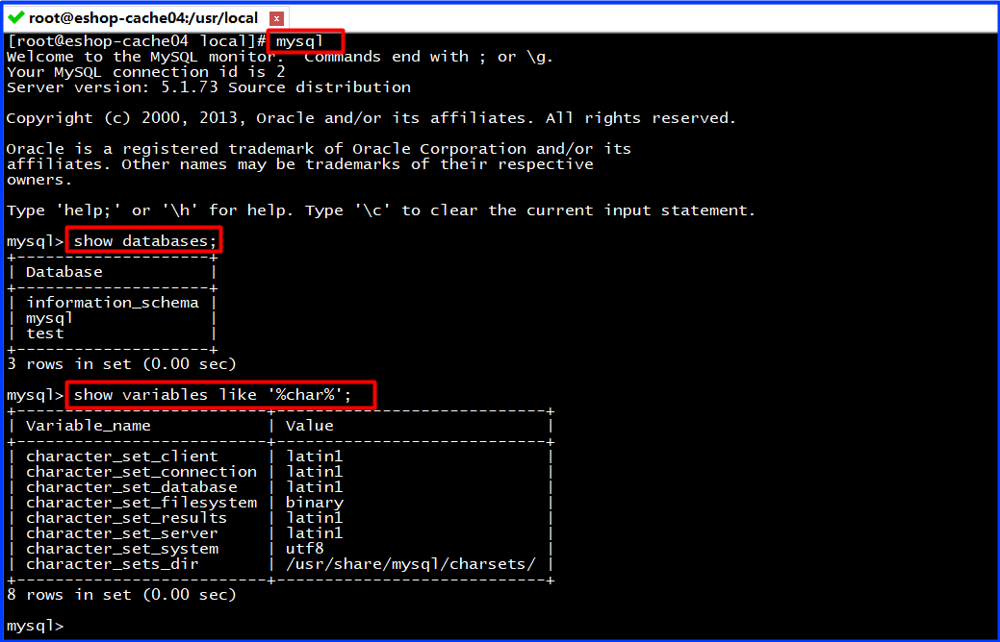 root@eshop-cache04:/usr/local x
[root@eshop-cache04 local]# mysql
Welcome to the MySQL monitor.  Commands end with ; or \g.
Your MySQL connection id is 2
Server version: 5.1.73 Source distribution

Copyright (c) 2000, 2013, Oracle and/or its affiliates. All rights reserved.

Oracle is a registered trademark of Oracle Corporation and/or its
affiliates. Other names may be trademarks of their respective
owners.

Type 'help;' or '\h' for help. Type '\c' to clear the current input statement.

mysql> show databases;
+--------------------+
| Database           |
+--------------------+
| information_schema |
| mysql              |
| test               |
+--------------------+
3 rows in set (0.00 sec)

mysql> show variables like '%char%';
+--------------------------+----------------------------+
| Variable_name            | Value                      |
+--------------------------+----------------------------+
| character_set_client     | latin1                     |
| character_set_connection | latin1                     |
| character_set_database   | latin1                     |
| character_set_filesystem | binary                     |
| character_set_results    | latin1                     |
| character_set_server     | latin1                     |
| character_set_system     | utf8                       |
| character_sets_dir       | /usr/share/mysql/charsets/ |
+--------------------------+----------------------------+
8 rows in set (0.00 sec)

mysql>